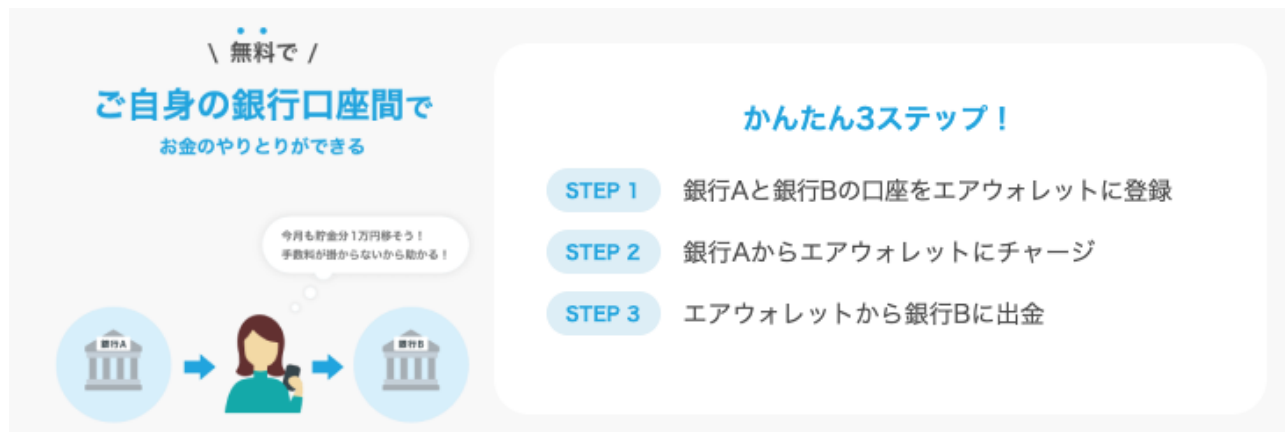 \ 無料で /
ご自身の銀行口座間で
お金のやりとりができる
今月も貯金分1万円移そう！
手数料が掛からないから助かる！
銀行A
銀行B
かんたん3ステップ！
STEP 1 銀行Aと銀行Bの口座をエアウォレットに登録
STEP 2 銀行Aからエアウォレットにチャージ
STEP 3 エアウォレットから銀行Bに出金